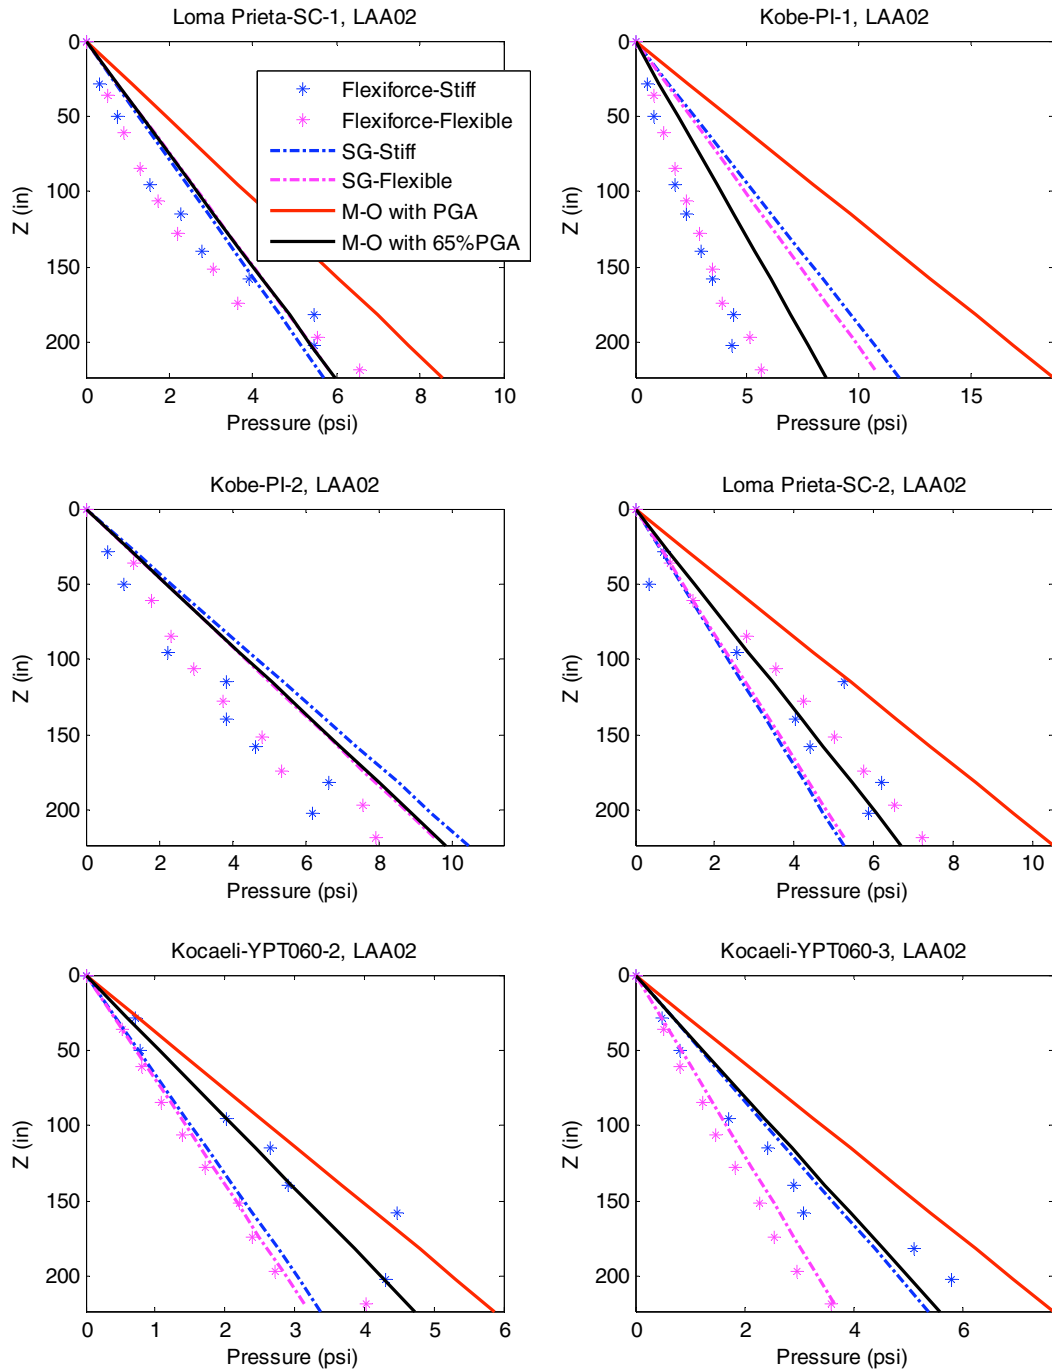 Loma Prieta-SC-1, LAA02
0
50
100
150
200
Z (in)
0 2 4 6 8 10
Pressure (psi)
Flexiforce-Stiff
Flexiforce-Flexible
SG-Stiff
SG-Flexible
M-O with PGA
M-O with 65%PGA
Kobe-PI-1, LAA02
0
50
100
150
200
Z (in)
0 5 10 15
Pressure (psi)
Kobe-PI-2, LAA02
0
50
100
150
200
Z (in)
0 2 4 6 8 10
Pressure (psi)
Loma Prieta-SC-2, LAA02
0
50
100
150
200
Z (in)
0 2 4 6 8 10
Pressure (psi)
Kocaeli-YPT060-2, LAA02
0
50
100
150
200
Z (in)
0 1 2 3 4 5 6
Pressure (psi)
Kocaeli-YPT060-3, LAA02
0
50
100
150
200
Z (in)
0 2 4 6
Pressure (psi)